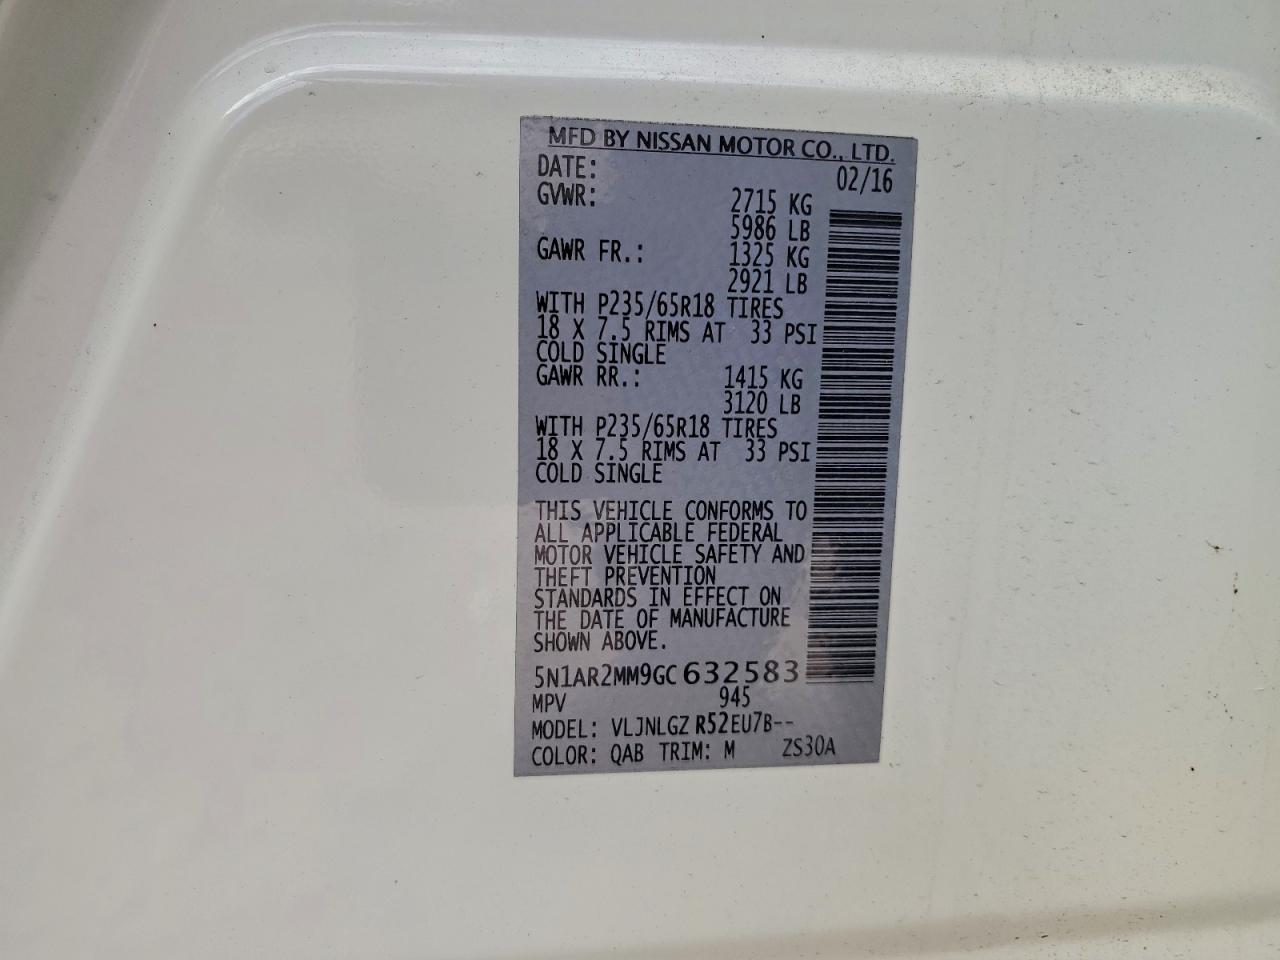 MFD BY NISSAN MOTOR CO., LTD.
DATE: 02/16
GVWR: 2715 KG
5986 LB
GAWR FR.: 1325 KG
2921 LB
WITH P235/65R18 TIRES
18 X 7.5 RIMS AT 33 PSI
COLD SINGLE
GAWR RR.: 1415 KG
3120 LB
WITH P235/65R18 TIRES
18 X 7.5 RIMS AT 33 PSI
COLD SINGLE
THIS VEHICLE CONFORMS TO
ALL APPLICABLE FEDERAL
MOTOR VEHICLE SAFETY AND
THEFT PREVENTION
STANDARDS IN EFFECT ON
THE DATE OF MANUFACTURE
SHOWN ABOVE.
5N1AR2MM9GC632583
MPV 945
MODEL: VLJNLGZ R52EU7B--
COLOR: QAB TRIM: M ZS30A